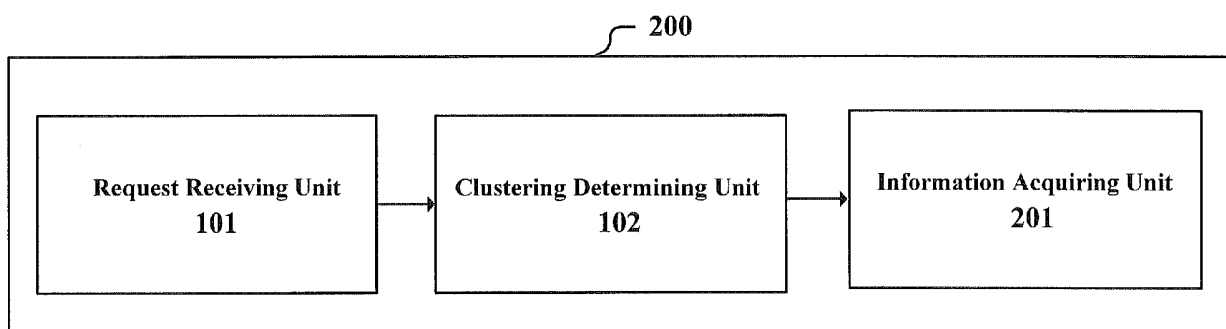 200
Request Receiving Unit
101
Clustering Determining Unit
102
Information Acquiring Unit
201